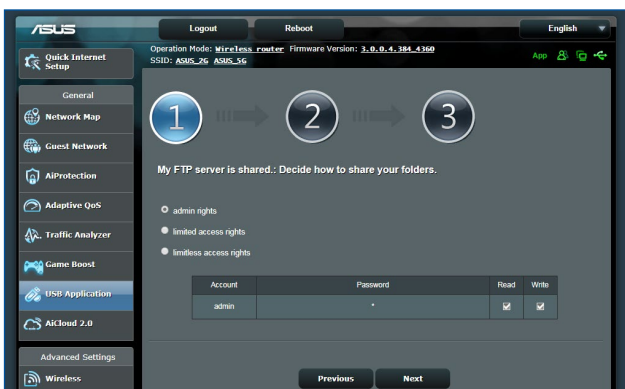 ASUS
Logout
Reboot
English
Operation Mode: Wireless router Firmware Version: 3.0.0.4.384_4360
SSID: ASUS_2G ASUS_5G
App
Quick Internet
Setup
General
Network Map
Guest Network
AiProtection
Adaptive QoS
Traffic Analyzer
Game Boost
USB Application
AiCloud 2.0
Advanced Settings
Wireless
1
2
3
My FTP server is shared.: Decide how to share your folders.
admin rights
limited access rights
limitless access rights
Account Password Read Write
admin *
Previous Next